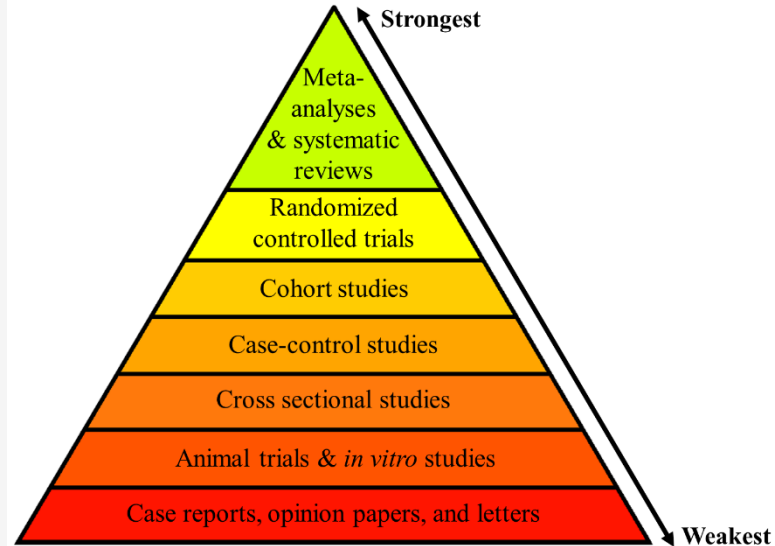 Strongest
Meta-
analyses
& systematic
reviews
Randomized
controlled trials
Cohort studies
Case-control studies
Cross sectional studies
Animal trials & in vitro studies
Case reports, opinion papers, and letters
Weakest